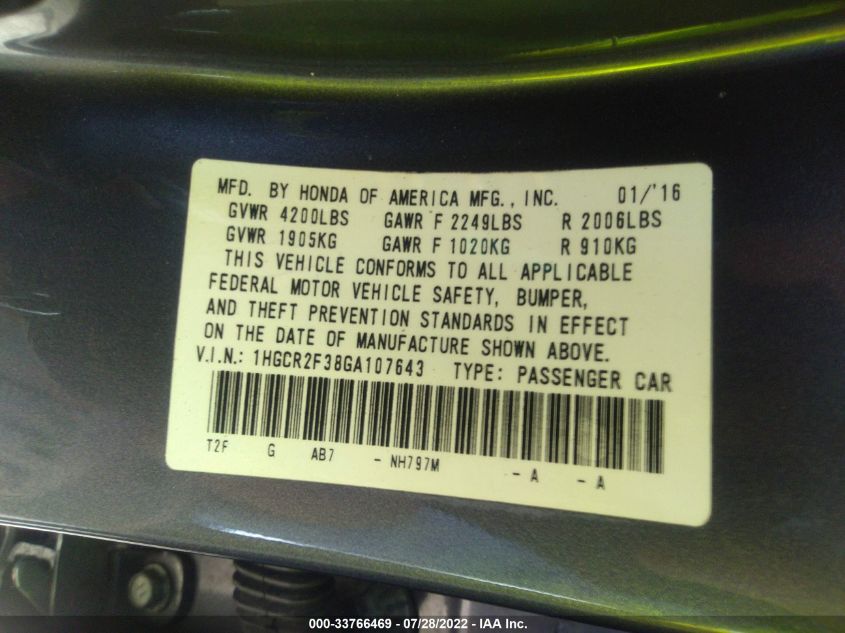 MFD. BY HONDA OF AMERICA MFG., INC. 01/'16
GVWR 4200LBS GAWR F 2249LBS R 2006LBS
GVWR 1905KG GAWR F 1020KG R 910KG
THIS VEHICLE CONFORMS TO ALL APPLICABLE
FEDERAL MOTOR VEHICLE SAFETY, BUMPER,
AND THEFT PREVENTION STANDARDS IN EFFECT
ON THE DATE OF MANUFACTURE SHOWN ABOVE.
V.I.N.: 1HGCR2F38GA107643 TYPE: PASSENGER CAR
T2F G AB7 - NH797M - A - A
000-33766469 - 07/28/2022 - IAA Inc.